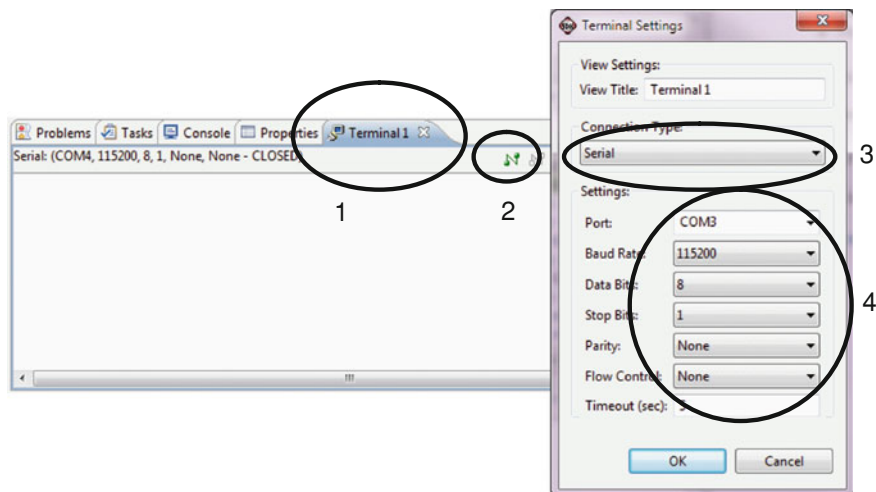 Problems Tasks Console Properties Terminal 1
Serial: (COM4, 115200, 8, 1, None, None - CLOSED)
1
2
Terminal Settings
View Settings:
View Title: Terminal 1
Connection Type:
Serial
3
Settings:
Port: COM3
Baud Rate: 115200
Data Bits: 8
Stop Bits: 1
4
Parity: None
Flow Control: None
Timeout (sec): 5
OK Cancel